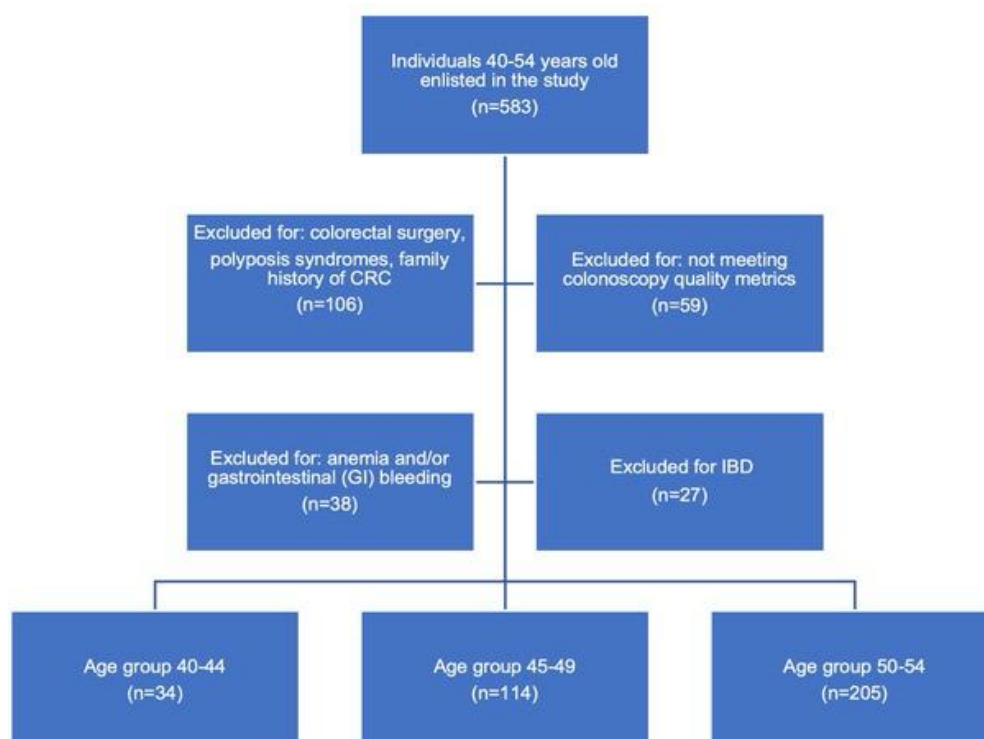 Individuals 40-54 years old
enlisted in the study
(n=583)
Excluded for: colorectal surgery,
polyposis syndromes, family
history of CRC
(n=106)
Excluded for: not meeting
colonoscopy quality metrics
(n=59)
Excluded for: anemia and/or
gastrointestinal (GI) bleeding
(n=38)
Excluded for IBD
(n=27)
Age group 40-44
(n=34)
Age group 45-49
(n=114)
Age group 50-54
(n=205)